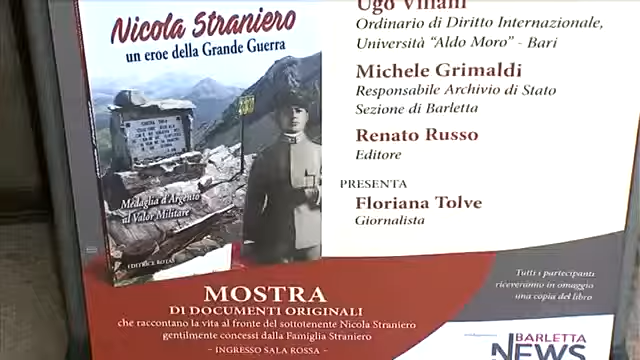 Nicola Straniero
un eroe della Grande Guerra
Medaglia d'Argento
al Valor Militare
EDITRICE ROTAS
Ugo Villani
Ordinario di Diritto Internazionale,
Università "Aldo Moro" - Bari
Michele Grimaldi
Responsabile Archivio di Stato
Sezione di Barletta
Renato Russo
Editore
PRESENTA
Floriana Tolve
Giornalista
MOSTRA
DI DOCUMENTI ORIGINALI
che raccontano la vita al fronte del sottotenente Nicola Straniero
gentilmente concessi dalla Famiglia Straniero
- INGRESSO SALA ROSSA -
Tutti i partecipanti
riceveranno in omaggio
una copia del libro
BARLETTA
NEWS